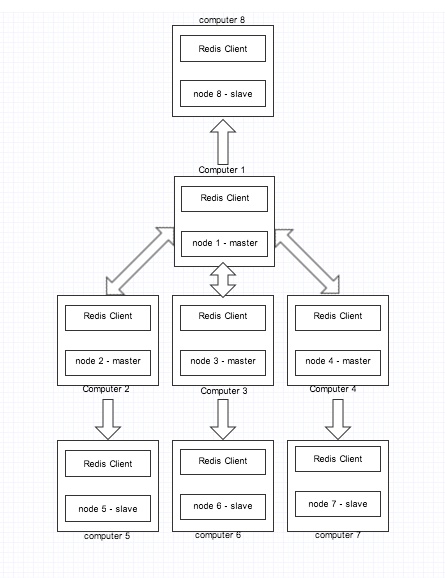 computer 8
Redis Client
node 8 - slave
Computer 1
Redis Client
node 1 - master
Redis Client
Redis Client
Redis Client
node 2 - master
node 3 - master
node 4 - master
Computer 2
Computer 3
Computer 4
Redis Client
Redis Client
Redis Client
node 5 - slave
node 6 - slave
node 7 - slave
computer 5
computer 6
computer 7